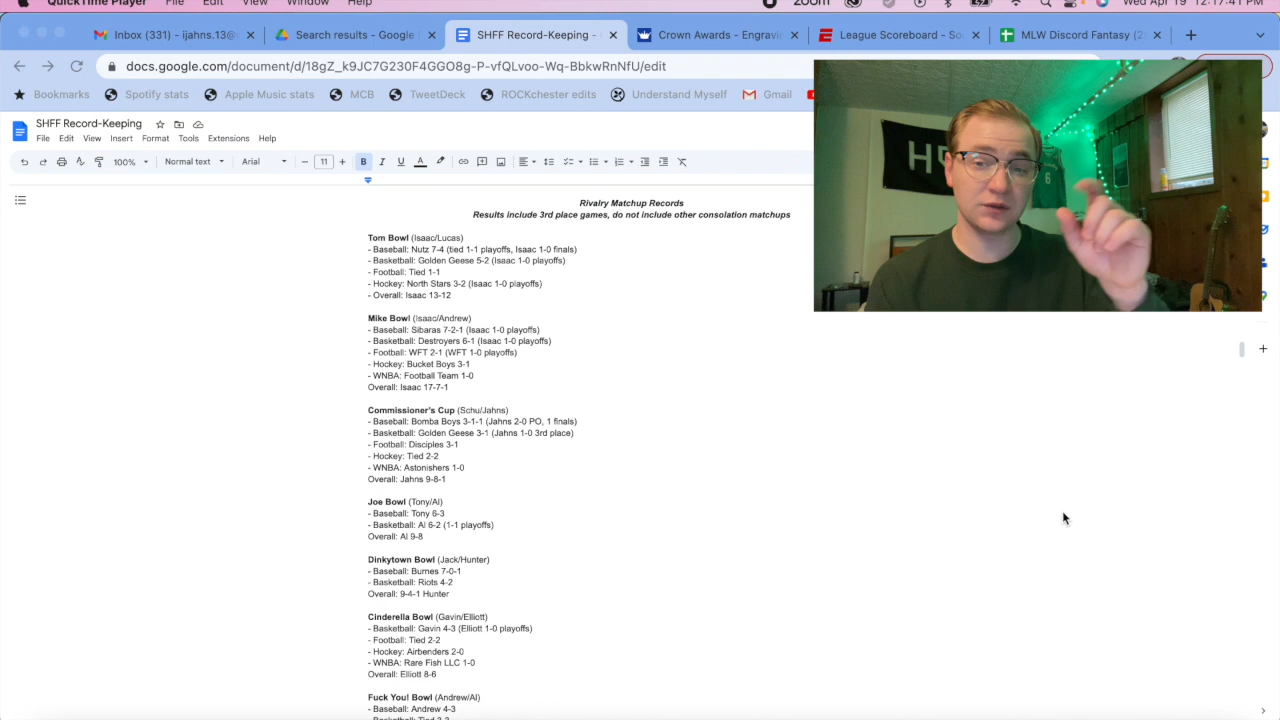 QuickTime Player File Edit View Window Help zoom Wed Apr 19 12:17:41 PM
Inbox (331) - ijahns.13@ Search results - Google SHFF Record-Keeping - Crown Awards - Engravi League Scoreboard - So MLW Discord Fantasy (2
docs.google.com/document/d/18gZ_k9JC7G230F4GGO8g-P-vfQLvoo-Wq-BbkwRnNfU/edit
Bookmarks Spotify stats Apple Music stats MCB TweetDeck ROCKchester edits Understand Myself Gmail
SHFF Record-Keeping
File Edit View Insert Format Tools Extensions Help
100% Normal text Arial 11 B I U A
Rivalry Matchup Records
Results include 3rd place games, do not include other consolation matchups
Tom Bowl (Isaac/Lucas)
- Baseball: Nutz 7-4 (tied 1-1 playoffs, Isaac 1-0 finals)
- Basketball: Golden Geese 5-2 (Isaac 1-0 playoffs)
- Football: Tied 1-1
- Hockey: North Stars 3-2 (Isaac 1-0 playoffs)
- Overall: Isaac 13-12
Mike Bowl (Isaac/Andrew)
- Baseball: Sibaras 7-2-1 (Isaac 1-0 playoffs)
- Basketball: Destroyers 6-1 (Isaac 1-0 playoffs)
- Football: WFT 2-1 (WFT 1-0 playoffs)
- Hockey: Bucket Boys 3-1
- WNBA: Football Team 1-0
Overall: Isaac 17-7-1
Commissioner's Cup (Schu/Jahns)
- Baseball: Bomba Boys 3-1-1 (Jahns 2-0 PO, 1 finals)
- Basketball: Golden Geese 3-1 (Jahns 1-0 3rd place)
- Football: Disciples 3-1
- Hockey: Tied 2-2
- WNBA: Astonishers 1-0
Overall: Jahns 9-8-1
Joe Bowl (Tony/Al)
- Baseball: Tony 6-3
- Basketball: Al 6-2 (1-1 playoffs)
Overall: Al 9-8
Dinkytown Bowl (Jack/Hunter)
- Baseball: Burnes 7-0-1
- Basketball: Riots 4-2
Overall: 9-4-1 Hunter
Cinderella Bowl (Gavin/Elliott)
- Basketball: Gavin 4-3 (Elliott 1-0 playoffs)
- Football: Tied 2-2
- Hockey: Airbenders 2-0
- WNBA: Rare Fish LLC 1-0
Overall: Elliott 8-6
Fuck You! Bowl (Andrew/Al)
- Baseball: Andrew 4-3
- Basketball: Tied 3-3
6